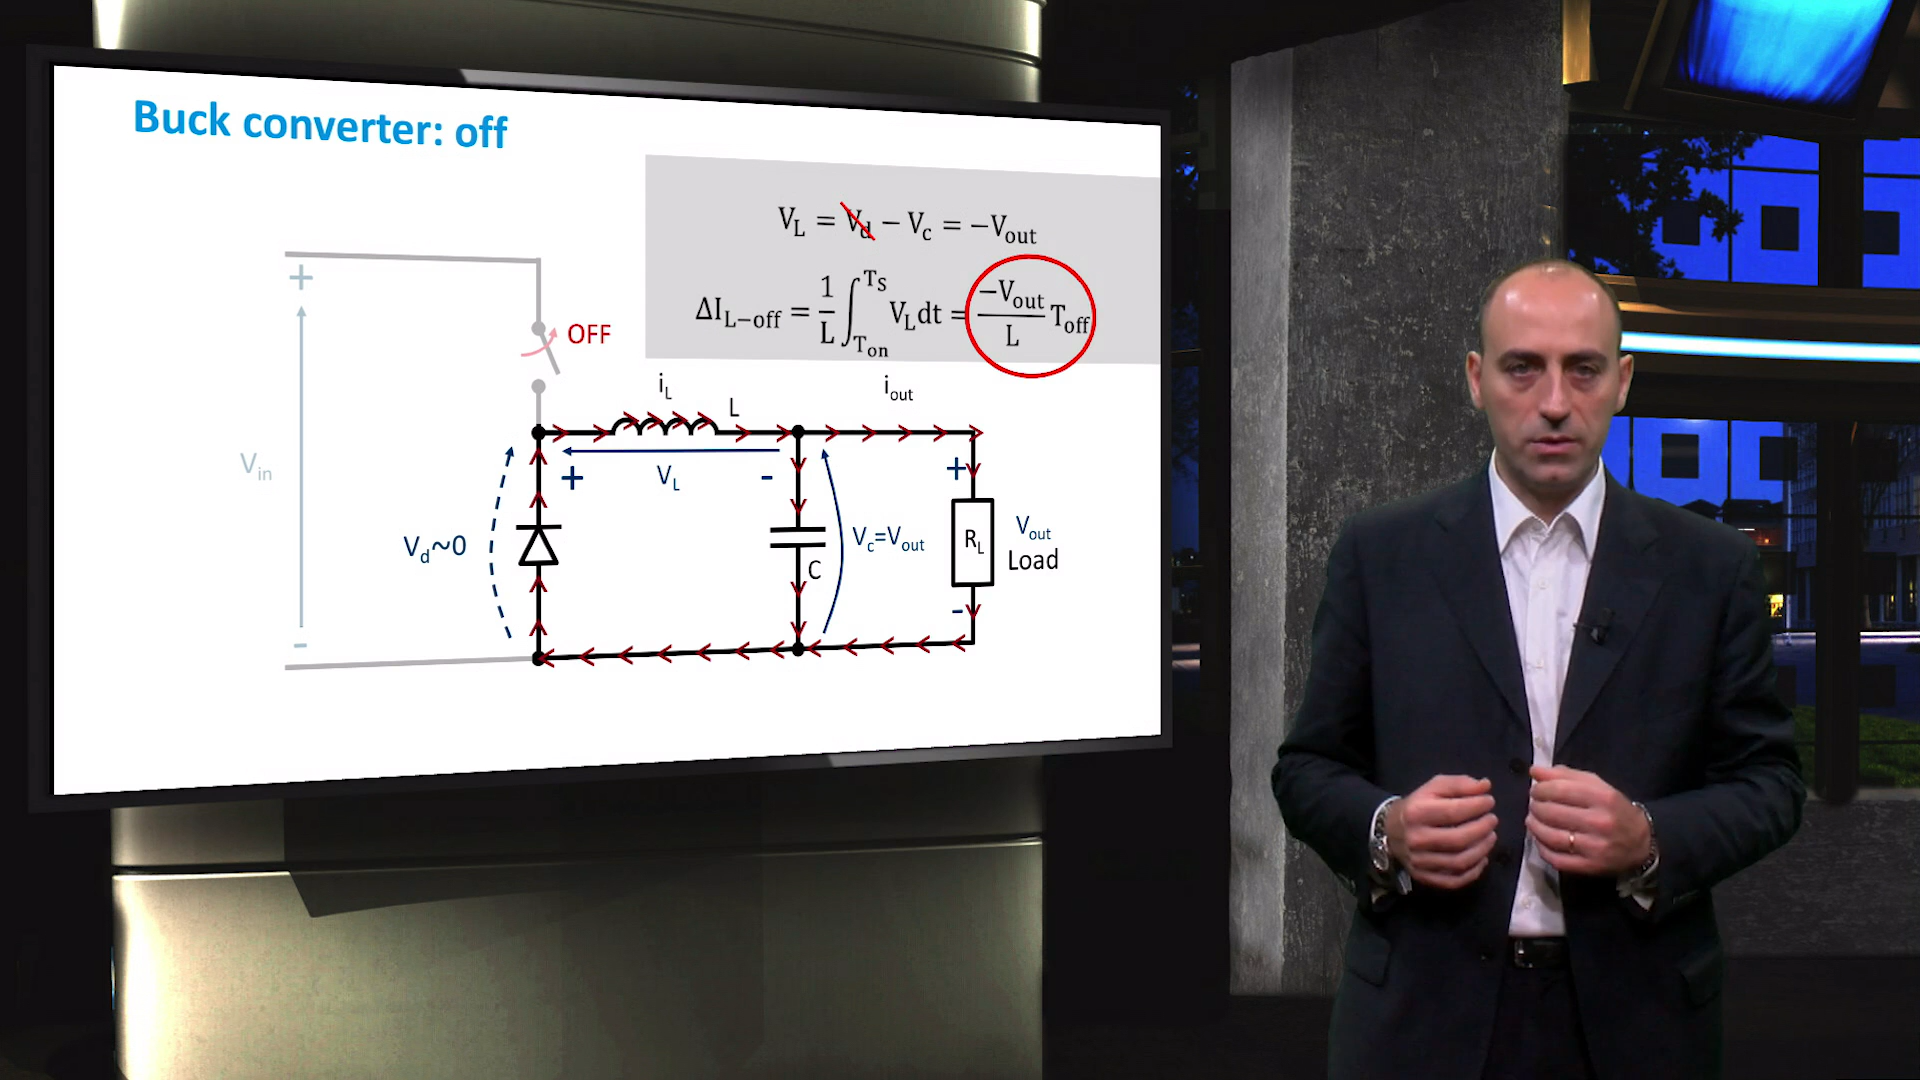 Buck converter: off
V_L = V_d − V_c = −V_out
ΔI_L−off = 1/L ∫_Ton^Ts V_L dt = −V_out/L T_off
+
OFF
i_L
L
i_out
V_in
+
V_L
-
+
V_d~0
V_c=V_out
R_L
V_out
Load
C
-
-